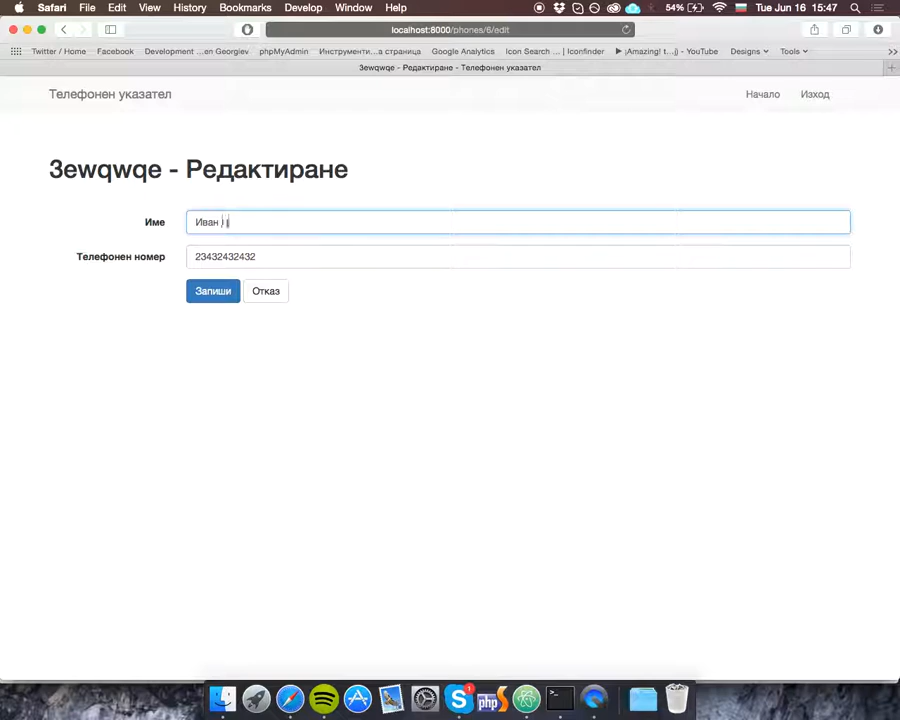 Safari File Edit View History Bookmarks Develop Window Help 54% Tue Jun 16 15:47
localhost:8000/phones/6/edit
Twitter / Home Facebook Development ...en Georgiev phpMyAdmin Инструменти...а страница Google Analytics Icon Search ... | Iconfinder ¡Amazing! t...j) - YouTube Designs Tools
3ewqwqe - Редактиране - Телефонен указател
Телефонен указател Начало Изход
3ewqwqe - Редактиране
Име Иван
Телефонен номер 23432432432
Запиши Отказ
1
php